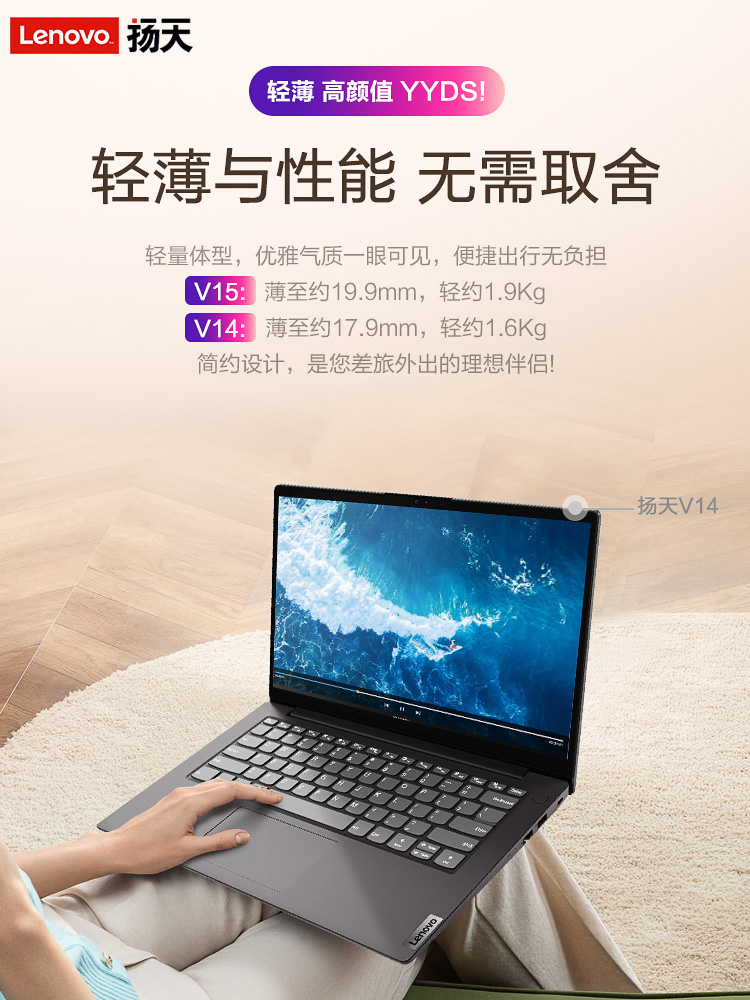 Lenovo 扬天
轻薄 高颜值 YYDS!
轻薄与性能 无需取舍
轻量体型，优雅气质一眼可见，便捷出行无负担
V15: 薄至约19.9mm，轻约1.9Kg
V14: 薄至约17.9mm，轻约1.6Kg
简约设计，是您差旅外出的理想伴侣!
扬天V14
Lenovo